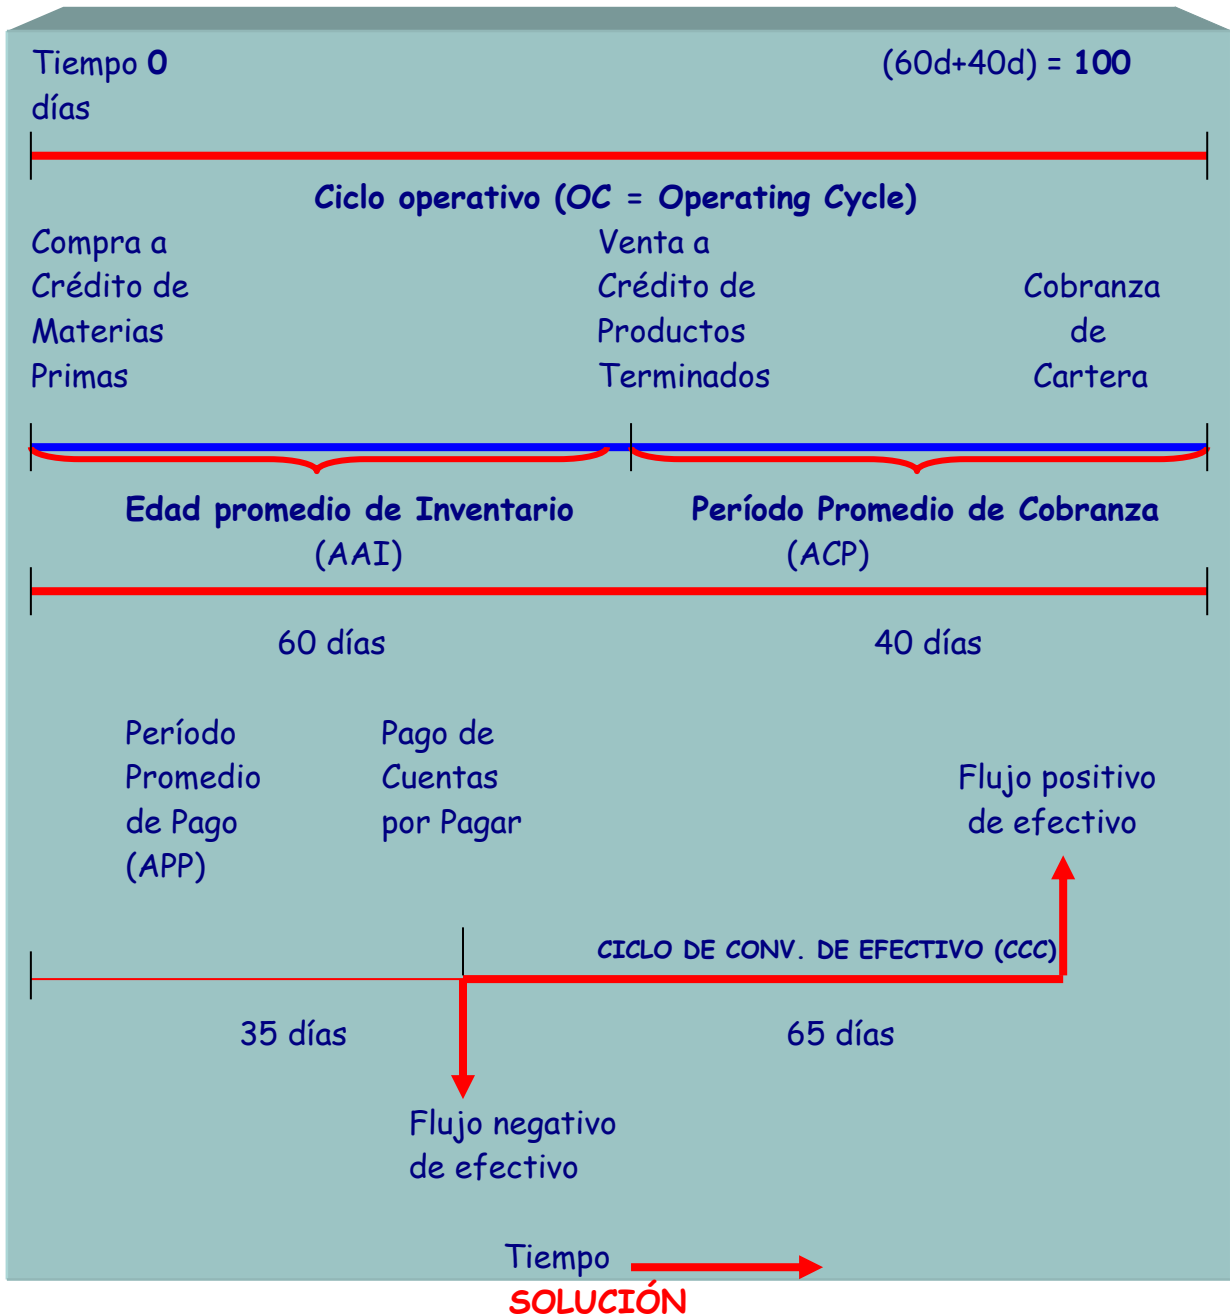 Tiempo 0
días
(60d+40d) = 100
Ciclo operativo (OC = Operating Cycle)
Compra a
Crédito de
Materias
Primas
Venta a
Crédito de
Productos
Terminados
Cobranza
de
Cartera
Edad promedio de Inventario
(AAI)
Período Promedio de Cobranza
(ACP)
60 días
40 días
Período
Promedio
de Pago
(APP)
Pago de
Cuentas
por Pagar
Flujo positivo
de efectivo
CICLO DE CONV. DE EFECTIVO (CCC)
35 días
65 días
Flujo negativo
de efectivo
Tiempo
SOLUCIÓN